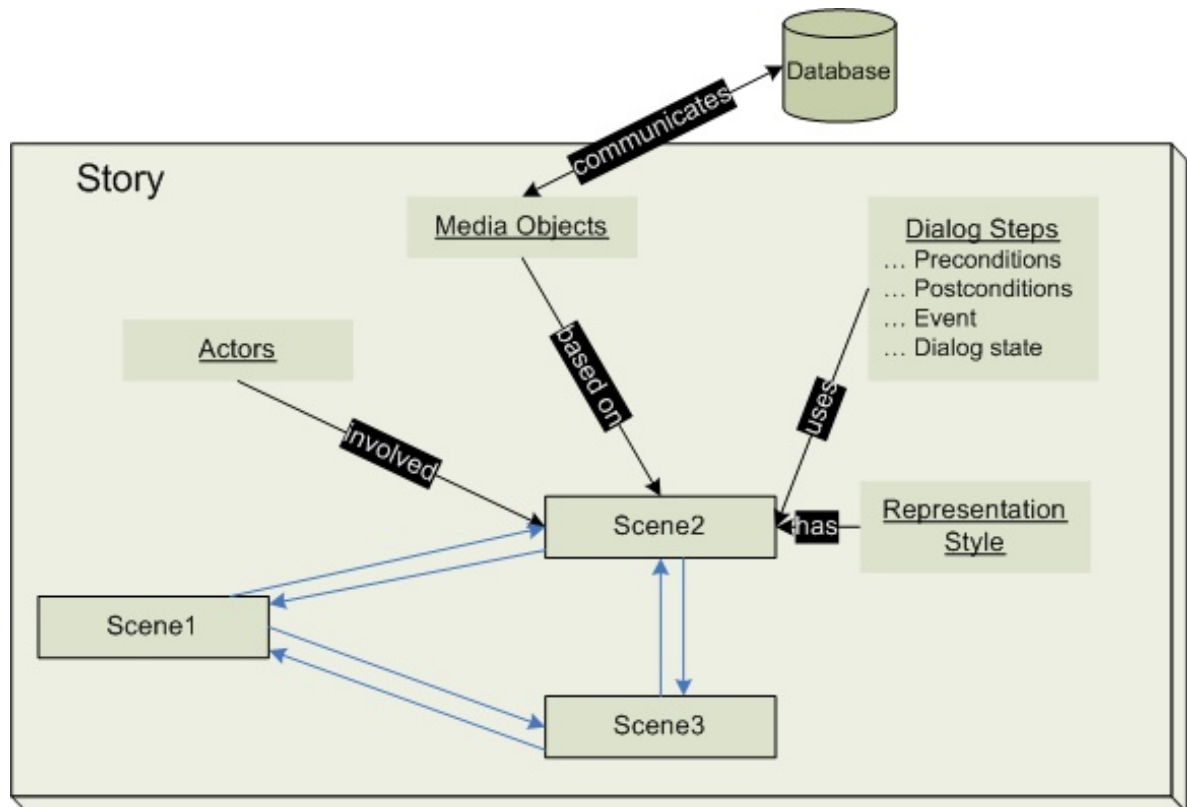 Database
communicates
Story
Media Objects
Dialog Steps
... Preconditions
... Postconditions
... Event
... Dialog state
Actors
based on
uses
involved
Scene2
has
Representation
Style
Scene1
Scene3